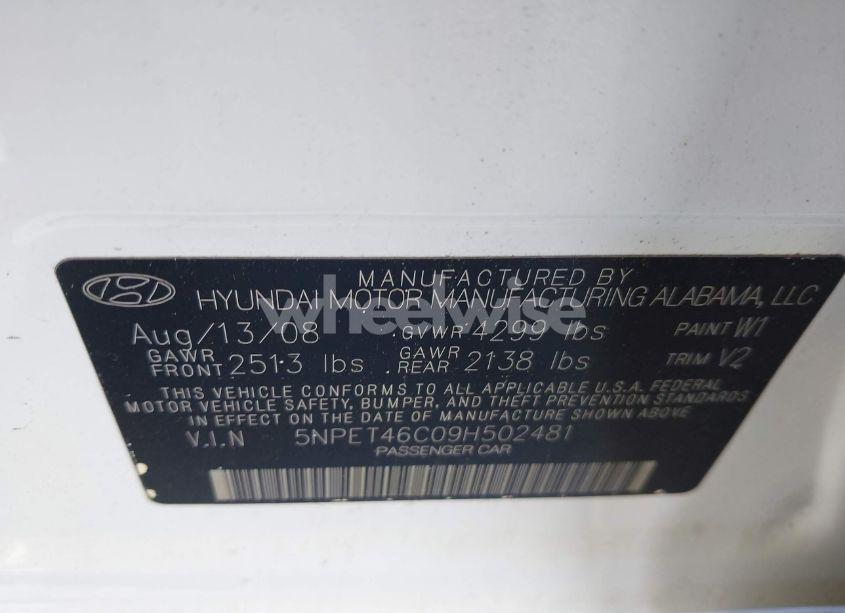 MANUFACTURED BY
HYUNDAI MOTOR MANUFACTURING ALABAMA, LLC
Aug/13/08 GVWR 4299 lbs PAINT W1
GAWR FRONT 2513 lbs GAWR REAR 2138 lbs TRIM V2
THIS VEHICLE CONFORMS TO ALL APPLICABLE U.S.A. FEDERAL
MOTOR VEHICLE SAFETY, BUMPER, AND THEFT PREVENTION STANDARDS
IN EFFECT ON THE DATE OF MANUFACTURE SHOWN ABOVE
V.I.N 5NPET46C09H502481
PASSENGER CAR
wheelwise